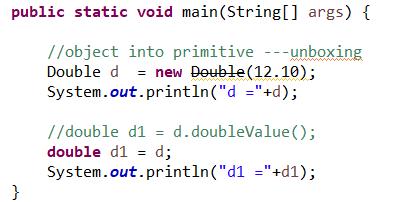 public static void main(String[] args) {
//object into primitive ---unboxing
Double d  = new Double(12.10);
System.out.println("d ="+d);
//double d1 = d.doubleValue();
double d1 = d;
System.out.println("d1 ="+d1);
}